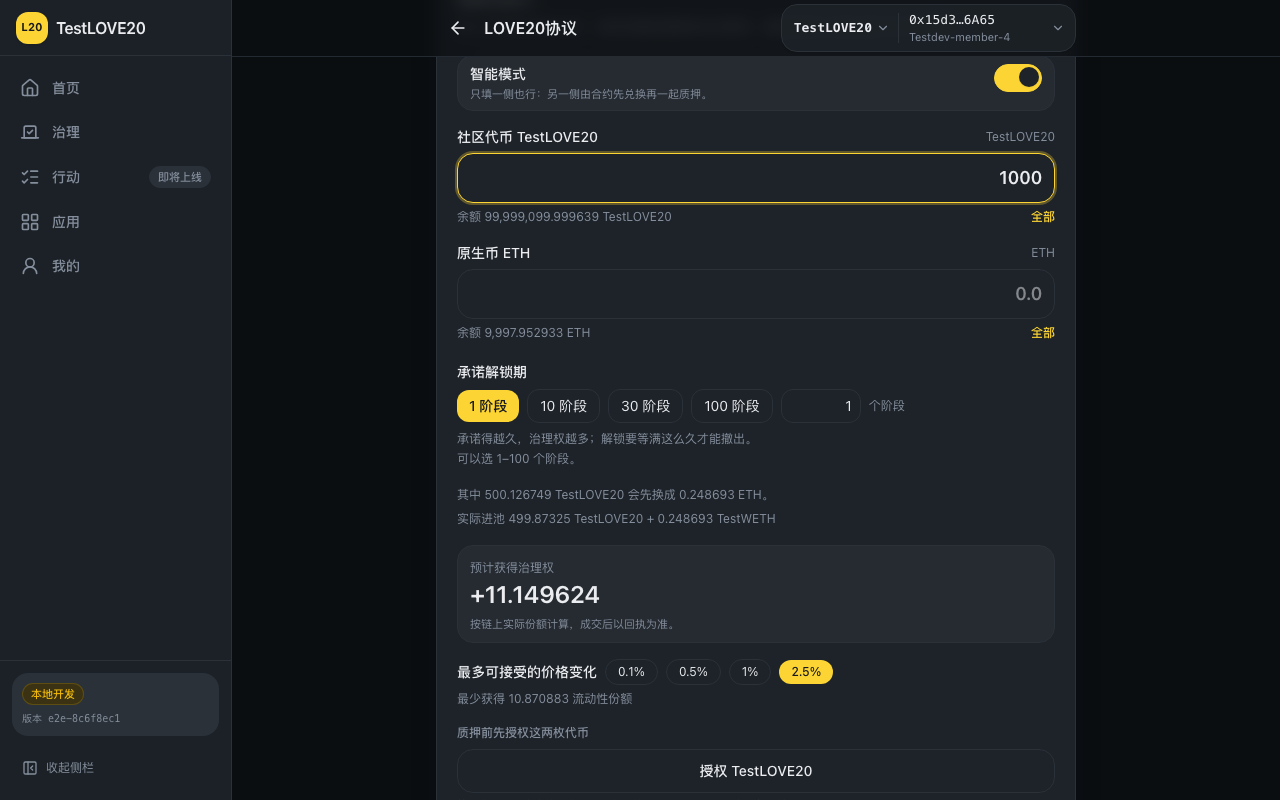 L20 TestLOVE20
首页
治理
行动 即将上线
应用
我的
本地开发
版本 e2e-8c6f8ec1
收起侧栏
LOVE20协议
TestLOVE20
0x15d3…6A65
Testdev-member-4
智能模式
只填一侧也行：另一侧由合约先兑换再一起质押。
社区代币 TestLOVE20 TestLOVE20
1000
余额 99,999,099.999639 TestLOVE20 全部
原生币 ETH ETH
0.0
余额 9,997.952933 ETH 全部
承诺解锁期
1 阶段 10 阶段 30 阶段 100 阶段 1 个阶段
承诺得越久，治理权越多；解锁要等满这么久才能撤出。
可以选 1–100 个阶段。
其中 500.126749 TestLOVE20 会先换成 0.248693 ETH。
实际进池 499.87325 TestLOVE20 + 0.248693 TestWETH
预计获得治理权
+11.149624
按链上实际份额计算，成交后以回执为准。
最多可接受的价格变化 0.1% 0.5% 1% 2.5%
最少获得 10.870883 流动性份额
质押前先授权这两枚代币
授权 TestLOVE20